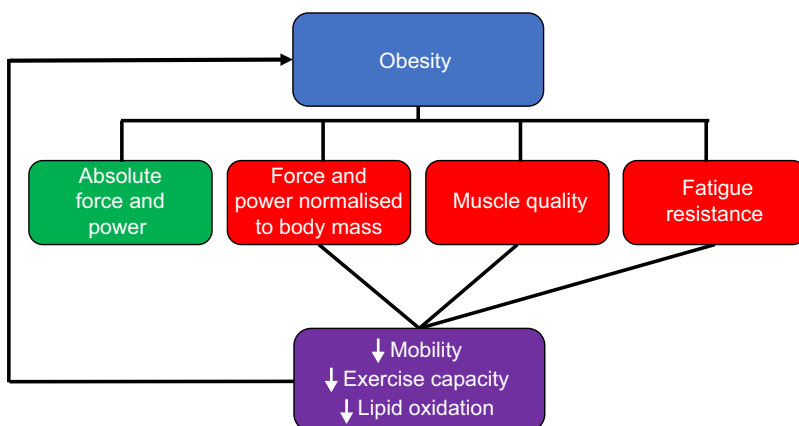 Obesity
Absolute
force and
power
Force and
power normalised
to body mass
Muscle quality
Fatigue
resistance
↓ Mobility
↓ Exercise capacity
↓ Lipid oxidation